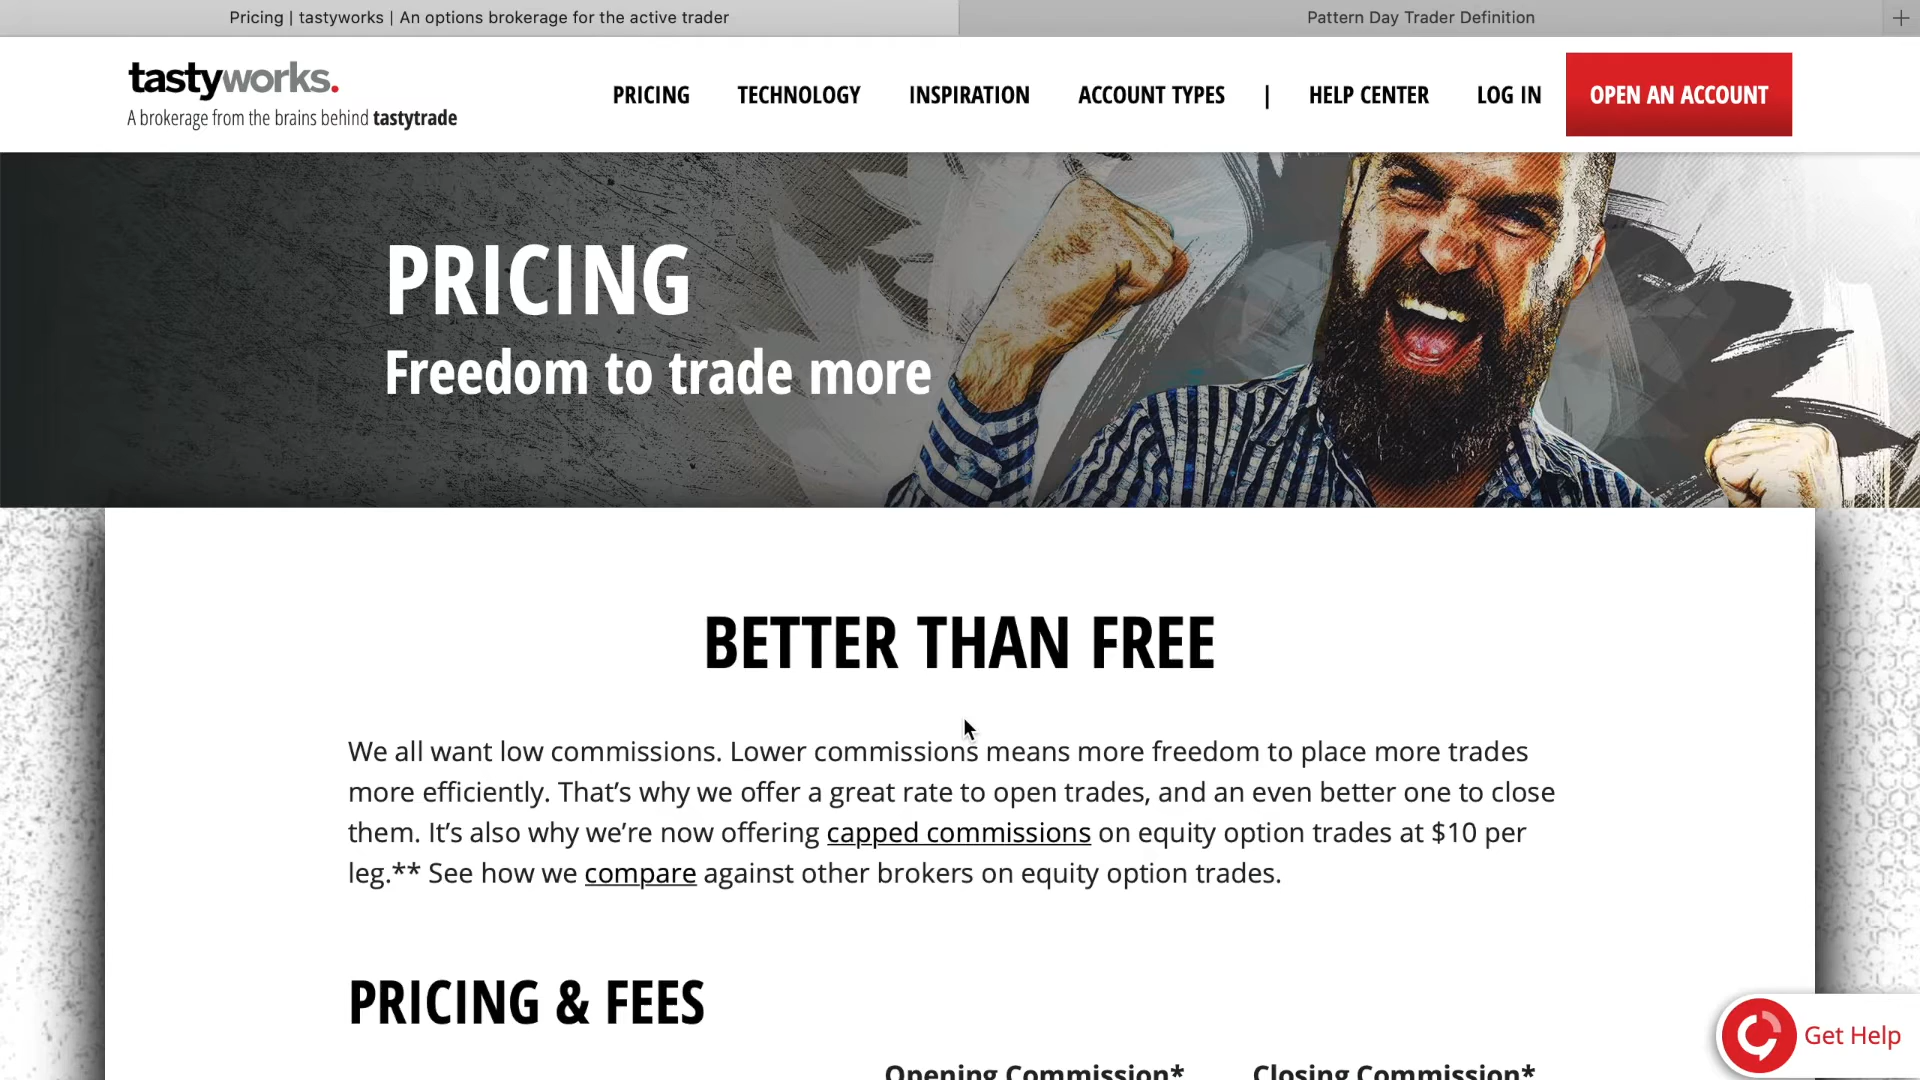 Pricing | tastyworks | An options brokerage for the active trader
Pattern Day Trader Definition
tastyworks.
A brokerage from the brains behind tastytrade
PRICING
TECHNOLOGY
INSPIRATION
ACCOUNT TYPES
|
HELP CENTER
LOG IN
OPEN AN ACCOUNT
PRICING
Freedom to trade more
BETTER THAN FREE
We all want low commissions. Lower commissions means more freedom to place more trades
more efficiently. That’s why we offer a great rate to open trades, and an even better one to close
them. It’s also why we’re now offering capped commissions on equity option trades at $10 per
leg.** See how we compare against other brokers on equity option trades.
PRICING & FEES
Opening Commission*
Closing Commission*
Get Help